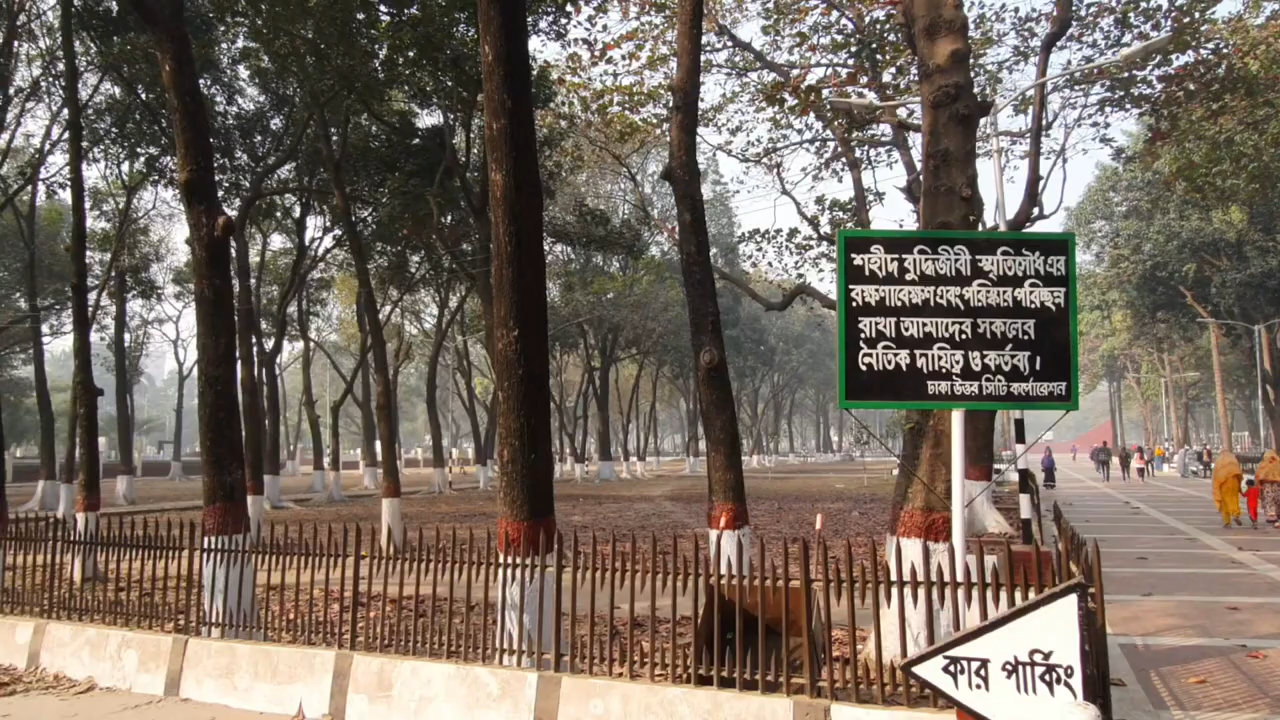 শহীদ বুদ্ধিজীবী স্মৃতিসৌধ এর
রক্ষণাবেক্ষণ এবং পরিস্কার পরিচ্ছন্ন
রাখা আমাদের সকলের
নৈতিক দায়িত্ব ও কর্তব্য।
ঢাকা উত্তর সিটি কর্পোরেশন
কার পার্কিং